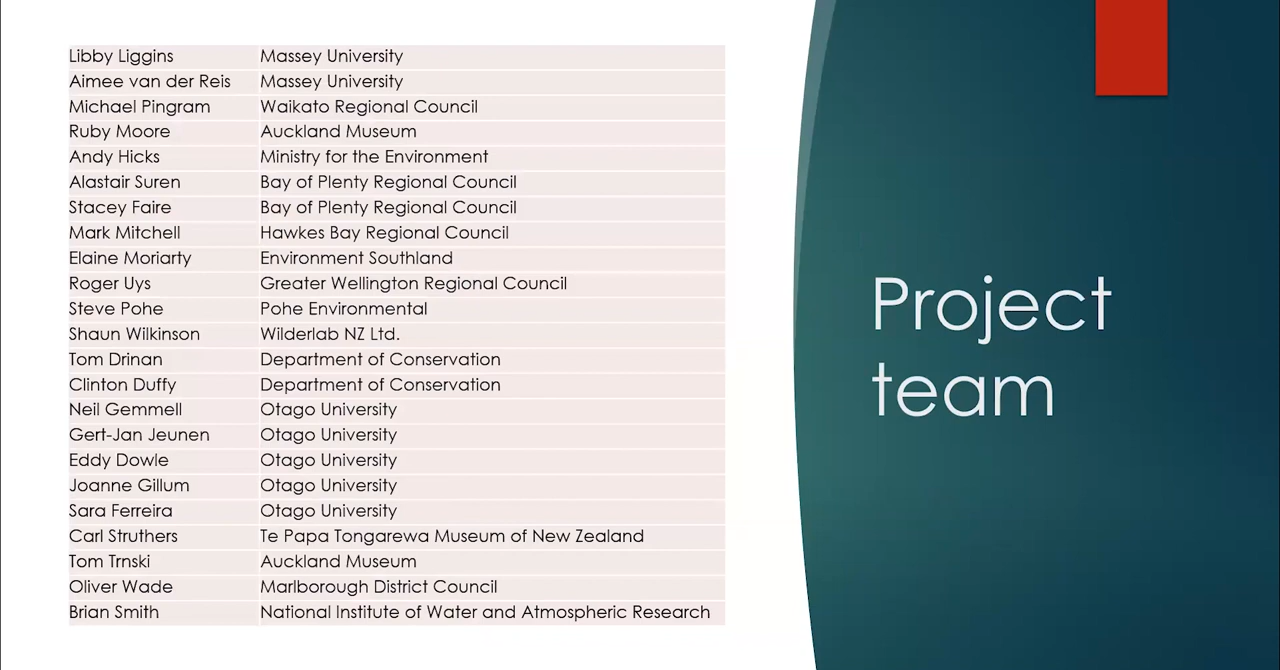 Libby Liggins Massey University
Aimee van der Reis Massey University
Michael Pingram Waikato Regional Council
Ruby Moore Auckland Museum
Andy Hicks Ministry for the Environment
Alastair Suren Bay of Plenty Regional Council
Stacey Faire Bay of Plenty Regional Council
Mark Mitchell Hawkes Bay Regional Council
Elaine Moriarty Environment Southland
Roger Uys Greater Wellington Regional Council
Steve Pohe Pohe Environmental
Shaun Wilkinson Wilderlab NZ Ltd.
Tom Drinan Department of Conservation
Clinton Duffy Department of Conservation
Neil Gemmell Otago University
Gert-Jan Jeunen Otago University
Eddy Dowle Otago University
Joanne Gillum Otago University
Sara Ferreira Otago University
Carl Struthers Te Papa Tongarewa Museum of New Zealand
Tom Trnski Auckland Museum
Oliver Wade Marlborough District Council
Brian Smith National Institute of Water and Atmospheric Research
Project
team